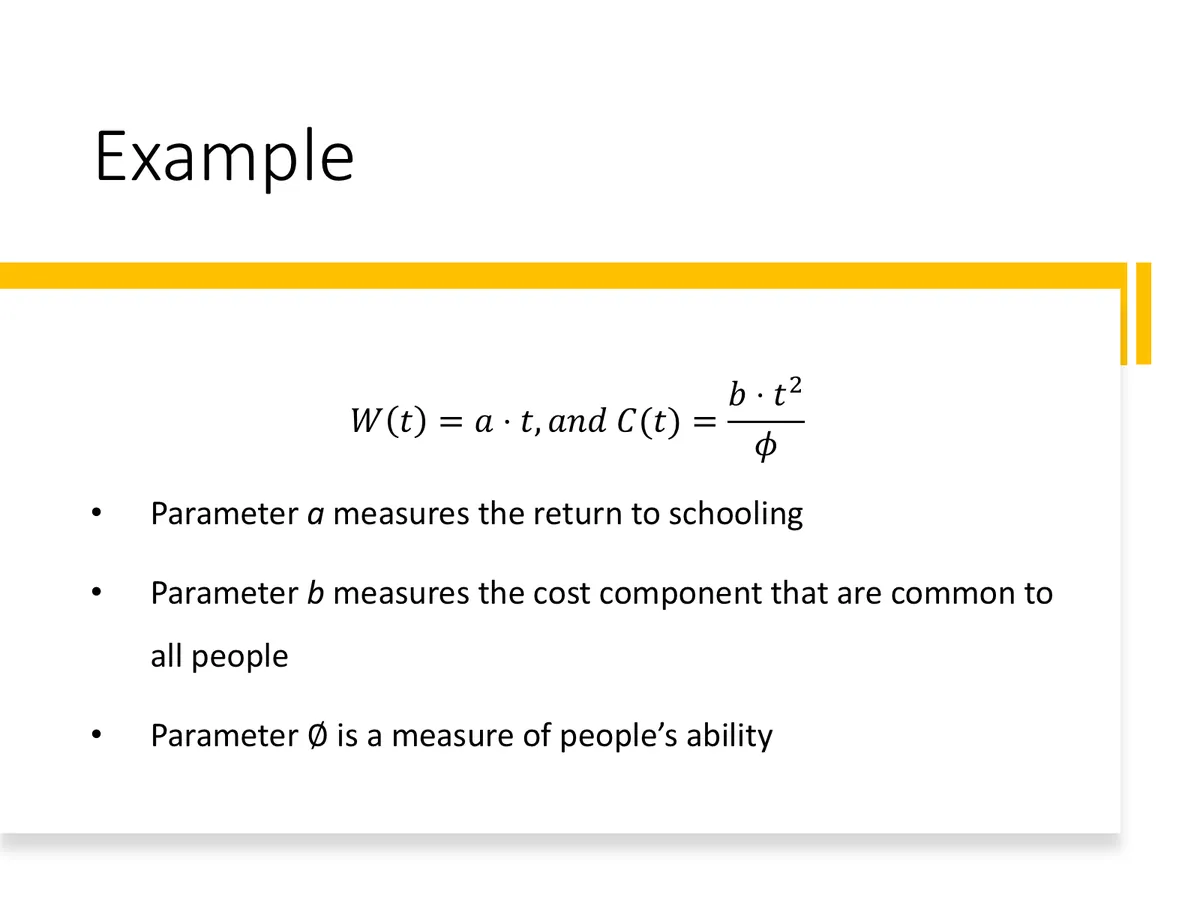 Example
𝑊(𝑡) = 𝑎 ∙ 𝑡, 𝑎𝑛𝑑 𝐶(𝑡) = 𝑏 ∙ 𝑡² / 𝜙
• Parameter a measures the return to schooling
• Parameter b measures the cost component that are common to
all people
• Parameter ∅ is a measure of people’s ability